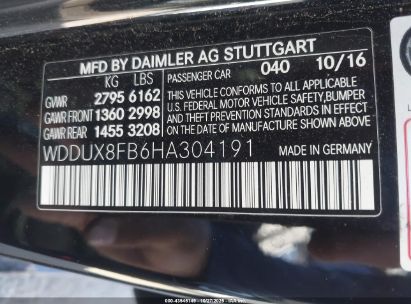 MFD BY DAIMLER AG STUTTGART
KG LBS
GVWR 2795 6162
GAWR FRONT 1360 2998
GAWR REAR 1455 3208
PASSENGER CAR 040 10/16
THIS VEHICLE CONFORMS TO ALL APPLICABLE
FEDERAL MOTOR VEHICLE SAFETY, BUMPER,
AND THEFT PREVENTION STANDARDS IN EFFECT
ON THE DATE OF MANUFACTURE SHOWN ABOVE.
WDDUX8FB6HA304191 MADE IN GERMANY